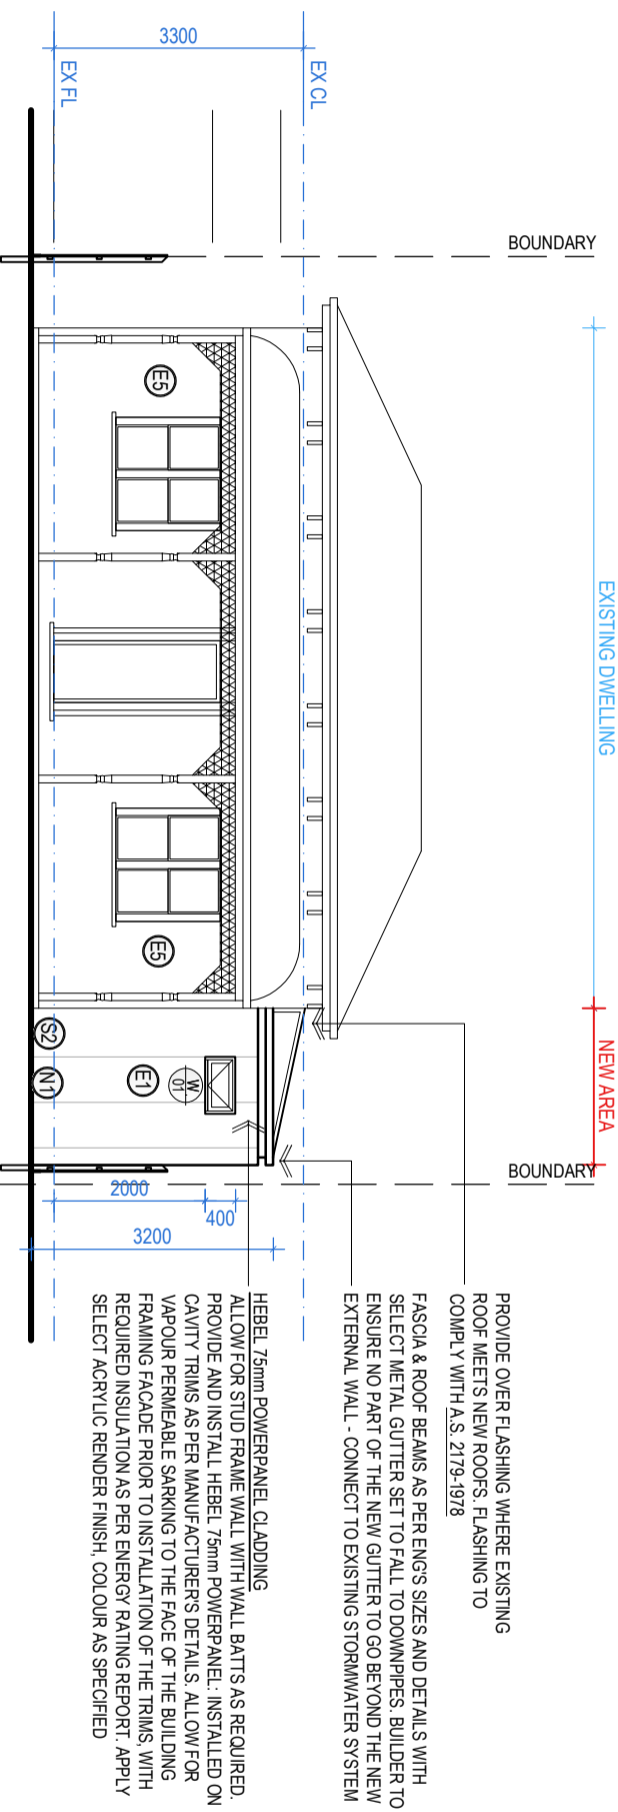 EXISTING DWELLING
NEW AREA
BOUNDARY
BOUNDARY
3300
EX CL
EX FL
E5
E5
E1
W
01
S2
N1
2000
400
3200
PROVIDE OVER FLASHING WHERE EXISTING
ROOF MEETS NEW ROOFS. FLASHING TO
COMPLY WITH A.S. 2179-1978
FASCIA & ROOF BEAMS AS PER ENG'S SIZES AND DETAILS WITH
SELECT METAL GUTTER SET TO FALL TO DOWNPIPES. BUILDER TO
ENSURE NO PART OF THE NEW GUTTER TO GO BEYOND THE NEW
EXTERNAL WALL - CONNECT TO EXISTING STORMWATER SYSTEM
HEBEL 75mm POWERPANEL CLADDING
ALLOW FOR STUD FRAME WALL WITH WALL BATTS AS REQUIRED.
PROVIDE AND INSTALL HEBEL 75mm POWERPANEL: INSTALLED ON
CAVITY TRIMS AS PER MANUFACTURER'S DETAILS. ALLOW FOR
VAPOUR PERMEABLE SARKING TO THE FACE OF THE BUILDING
FRAMING FACADE PRIOR TO INSTALLATION OF THE TRIMS, WITH
REQUIRED INSULATION AS PER ENERGY RATING REPORT. APPLY
SELECT ACRYLIC RENDER FINISH, COLOUR AS SPECIFIED